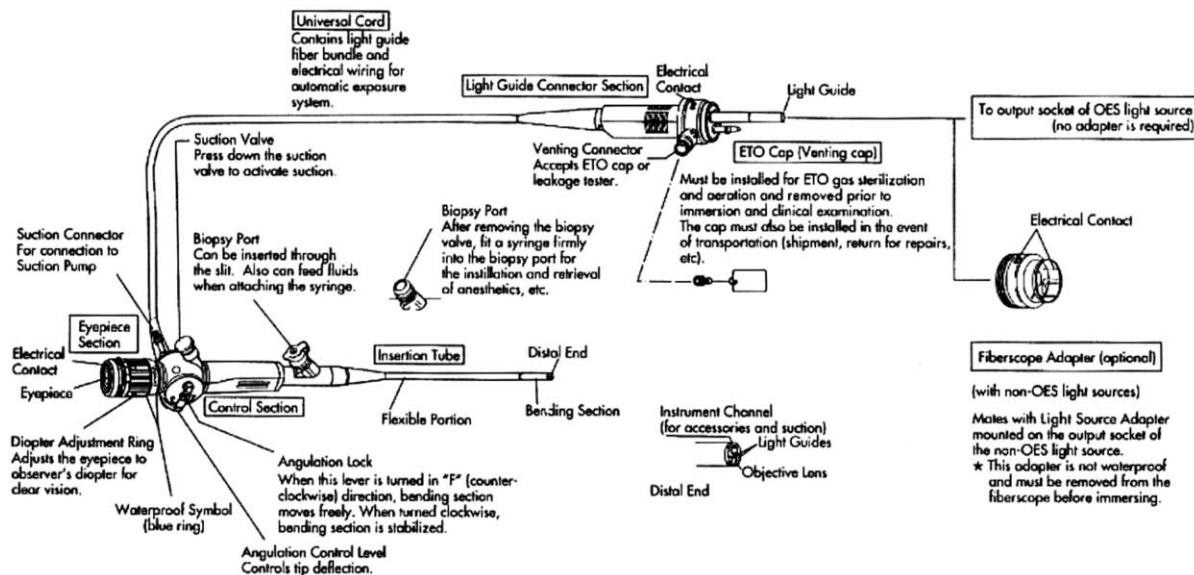 Universal Cord
Contains light guide
fiber bundle and
electrical wiring for
automatic exposure
system.
Light Guide Connector Section
Electrical
Contact
Light Guide
To output socket of OES light source
(no adapter is required)
Suction Valve
Press down the suction
valve to activate suction.
Venting Connector
Accepts ETO cap or
leakage tester.
ETO Cap (Venting cap)
Must be installed for ETO gas sterilization
and aeration and removed prior to
immersion and clinical examination.
The cap must also be installed in the event
of transportation (shipment, return for repairs,
etc).
Electrical Contact
Suction Connector
For connection to
Suction Pump
Biopsy Port
Can be inserted through
the slit. Also can feed fluids
when attaching the syringe.
Biopsy Port
After removing the biopsy
valve, fit a syringe firmly
into the biopsy port for
the instillation and retrieval
of anesthetics, etc.
Eyepiece
Section
Electrical
Contact
Eyepiece
Control Section
Insertion Tube
Distal End
Flexible Portion
Bending Section
Fiberscope Adapter (optional)
(with non-OES light sources)
Mates with Light Source Adapter
mounted on the output socket of
the non-OES light source.
★ This adapter is not waterproof
and must be removed from the
fiberscope before immersing.
Diopter Adjustment Ring
Adjusts the eyepiece to
observer's diopter for
clear vision.
Waterproof Symbol
(blue ring)
Angulation Lock
When this lever is turned in "F" (counter-
clockwise) direction, bending section
moves freely. When turned clockwise,
bending section is stabilized.
Angulation Control Level
Controls tip deflection.
Instrument Channel
(for accessories and suction)
Light Guides
Objective Lens
Distal End